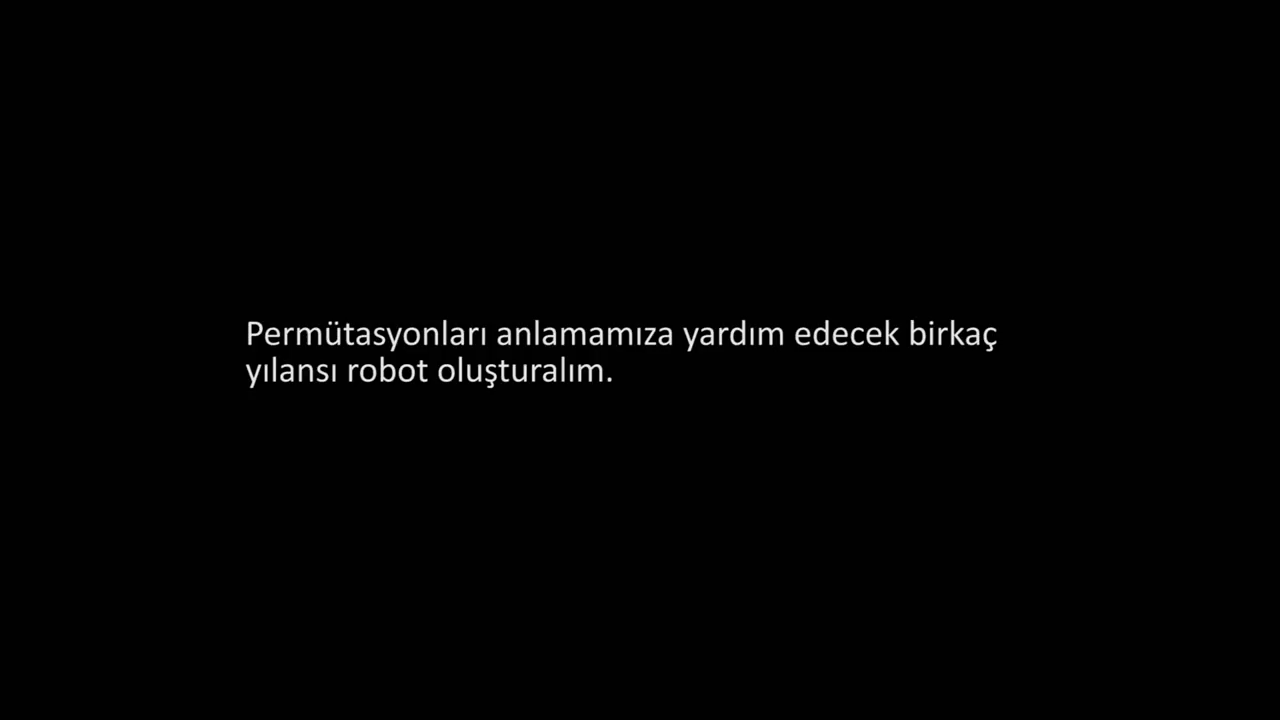 Permütasyonları anlamamıza yardım edecek birkaç
yılansı robot oluşturalım.